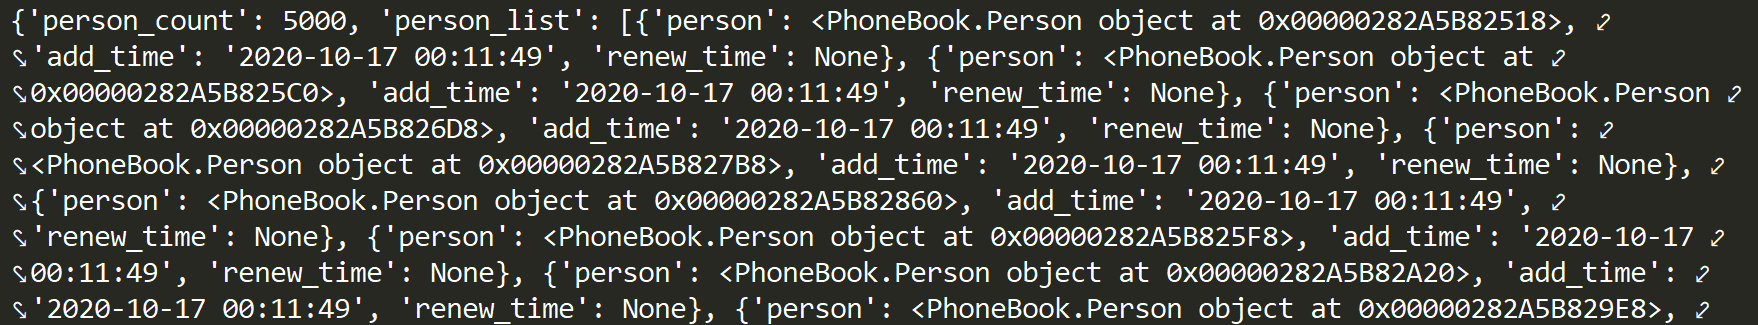 {'person_count': 5000, 'person_list': [{'person': <PhoneBook.Person object at 0x00000282A5B82518>,
'add_time': '2020-10-17 00:11:49', 'renew_time': None}, {'person': <PhoneBook.Person object at
0x00000282A5B825C0>, 'add_time': '2020-10-17 00:11:49', 'renew_time': None}, {'person': <PhoneBook.Person
object at 0x00000282A5B826D8>, 'add_time': '2020-10-17 00:11:49', 'renew_time': None}, {'person':
<PhoneBook.Person object at 0x00000282A5B827B8>, 'add_time': '2020-10-17 00:11:49', 'renew_time': None},
{'person': <PhoneBook.Person object at 0x00000282A5B82860>, 'add_time': '2020-10-17 00:11:49',
'renew_time': None}, {'person': <PhoneBook.Person object at 0x00000282A5B825F8>, 'add_time': '2020-10-17
00:11:49', 'renew_time': None}, {'person': <PhoneBook.Person object at 0x00000282A5B82A20>, 'add_time':
'2020-10-17 00:11:49', 'renew_time': None}, {'person': <PhoneBook.Person object at 0x00000282A5B829E8>,